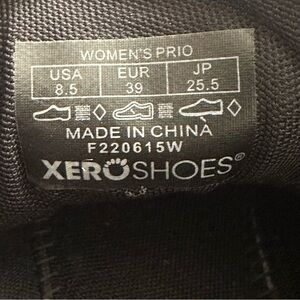 WOMEN'S PRIO
USA EUR JP
8.5 39 25.5
MADE IN CHINA
F220615W
XEROSHOES®